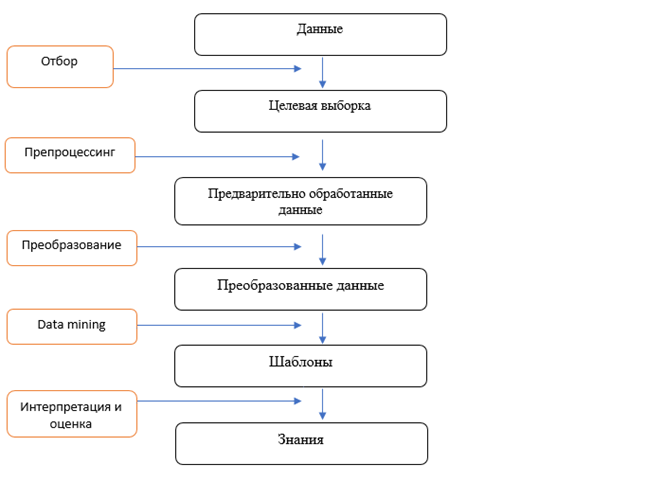 Данные
Отбор
Целевая выборка
Препроцессинг
Предварительно обработанные
данные
Преобразование
Преобразованные данные
Data mining
Шаблоны
Интерпретация и
оценка
Знания